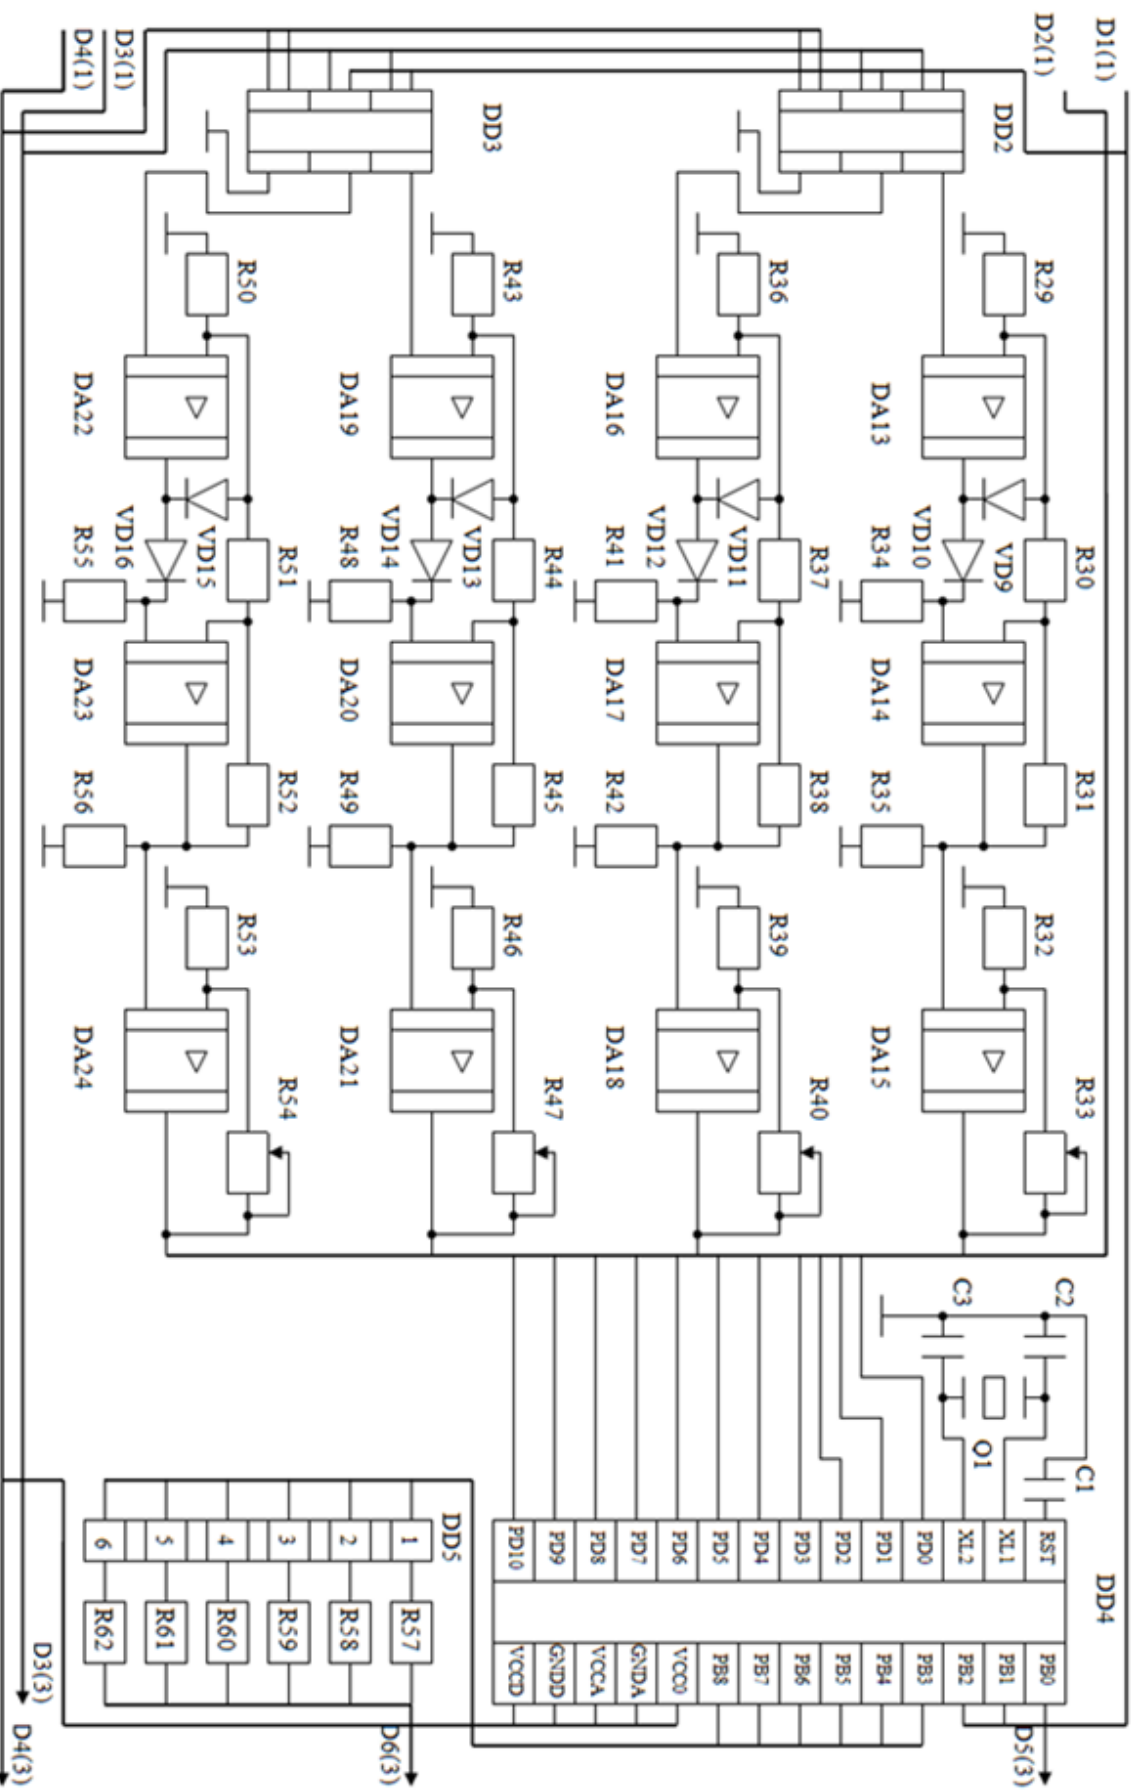 D1(1)
D2(1)
D3(1)
D4(1)
DD2
DD3
R29
R30
R31
R32
R33
DA13
VD9
VD10
R34
DA14
R35
DA15
R36
R37
R38
R39
R40
DA16
VD11
VD12
R41
DA17
R42
DA18
R43
R44
R45
R46
R47
DA19
VD13
VD14
R48
DA20
R49
DA21
R50
R51
R52
R53
R54
DA22
VD15
VD16
R55
DA23
R56
DA24
C2
C3
Q1
C1
DD4
RST
XL1
XL2
PD0
PD1
PD2
PD3
PD4
PD5
PD6
PD7
PD8
PD9
PD10
PB0
PB1
PB2
PB3
PB4
PB5
PB6
PB7
PB8
VCC0
GNDA
VCCA
GNDD
VCCD
DD5
1
2
3
4
5
6
R57
R58
R59
R60
R61
R62
D5(3)
D6(3)
D3(3)
D4(3)